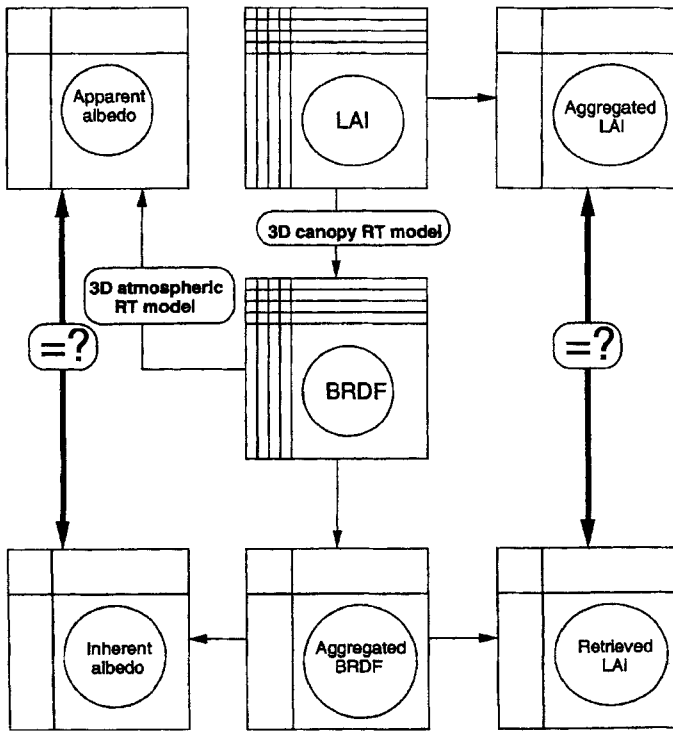 Apparent
albedo
LAI
Aggregated
LAI
3D canopy RT model
3D atmospheric
RT model
=?
=?
BRDF
Inherent
albedo
Aggregated
BRDF
Retrieved
LAI